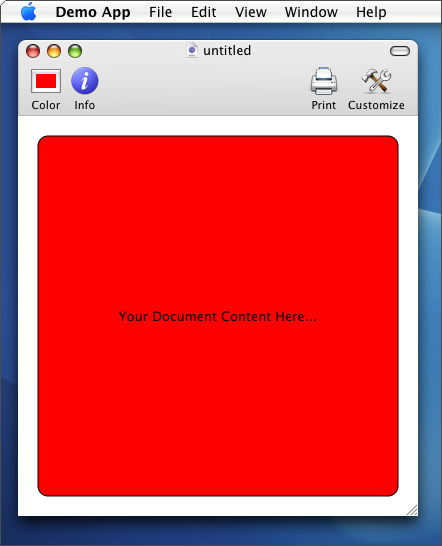 Demo App File Edit View Window Help
untitled
Color Info Print Customize
Your Document Content Here...